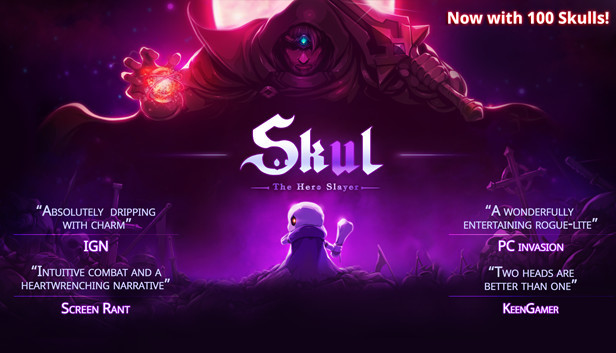 Now with 100 Skulls!
Skul
The Hero Slayer
“Absolutely dripping
with charm”
IGN
“Intuitive combat and a
heartwrenching narrative”
Screen Rant
“A wonderfully
entertaining rogue-lite”
PC invasion
“Two heads are
better than one”
KeenGamer